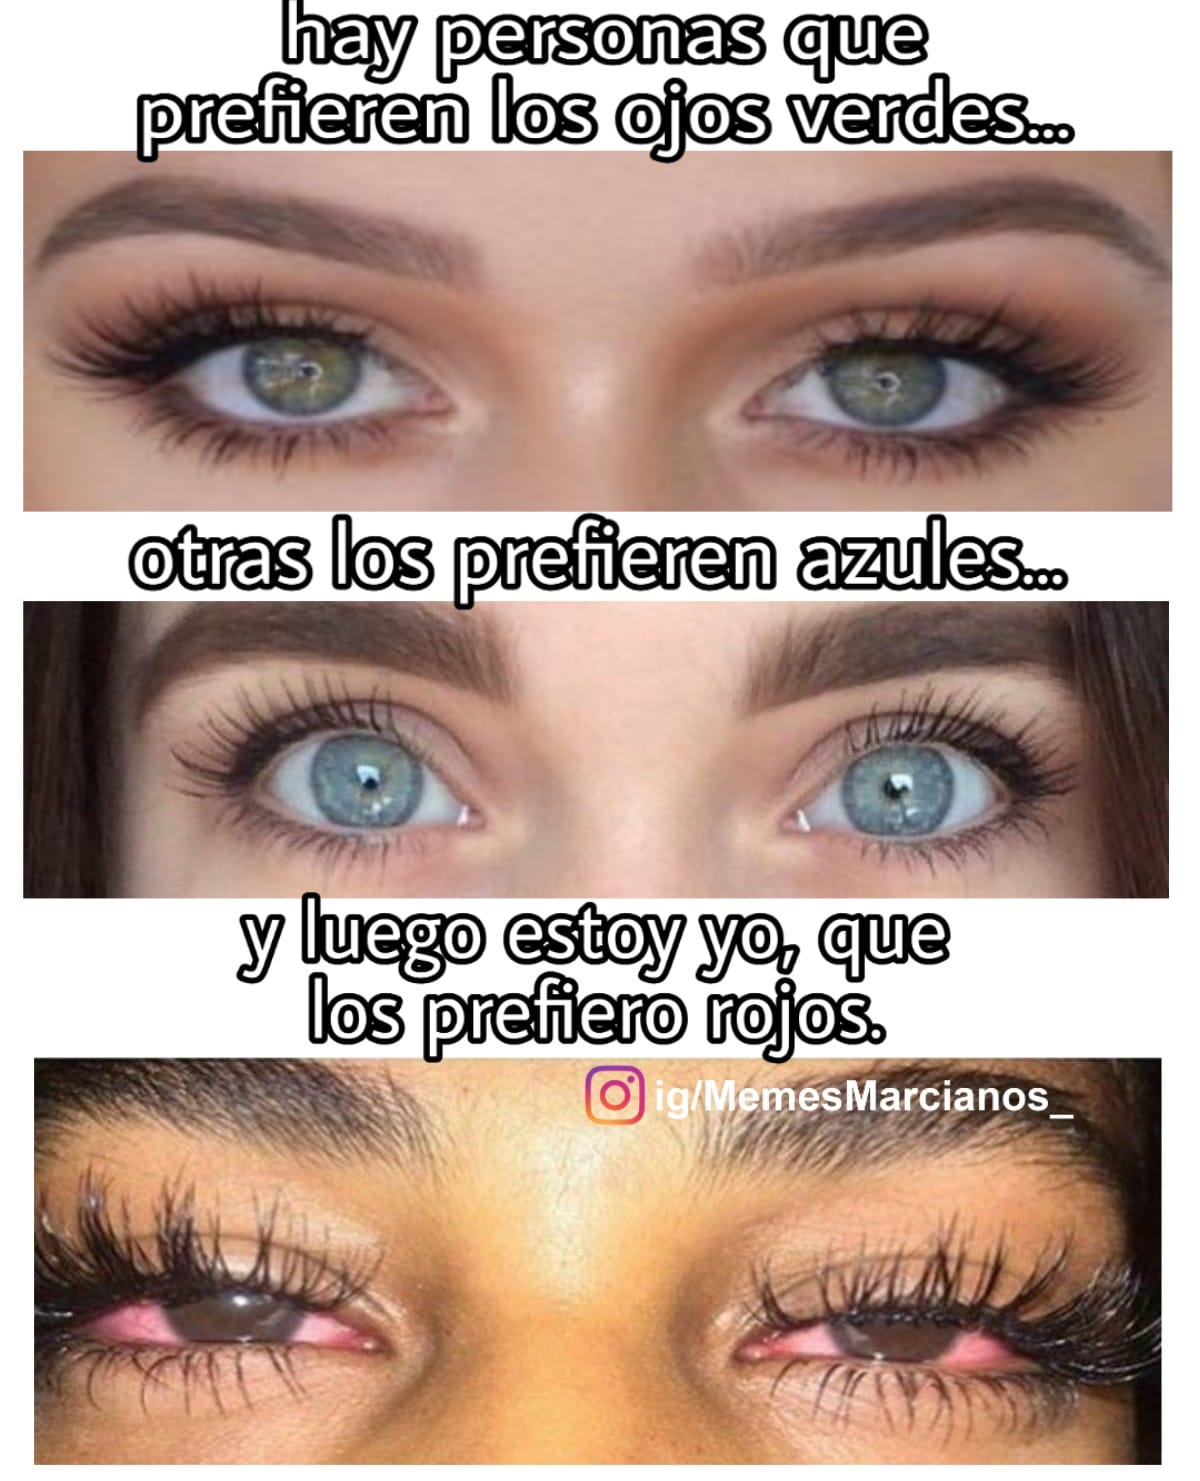 hay personas que
prefieren los ojos verdes...
otras los prefieren azules...
y luego estoy yo, que
los prefiero rojos.
ig/MemesMarcianos_